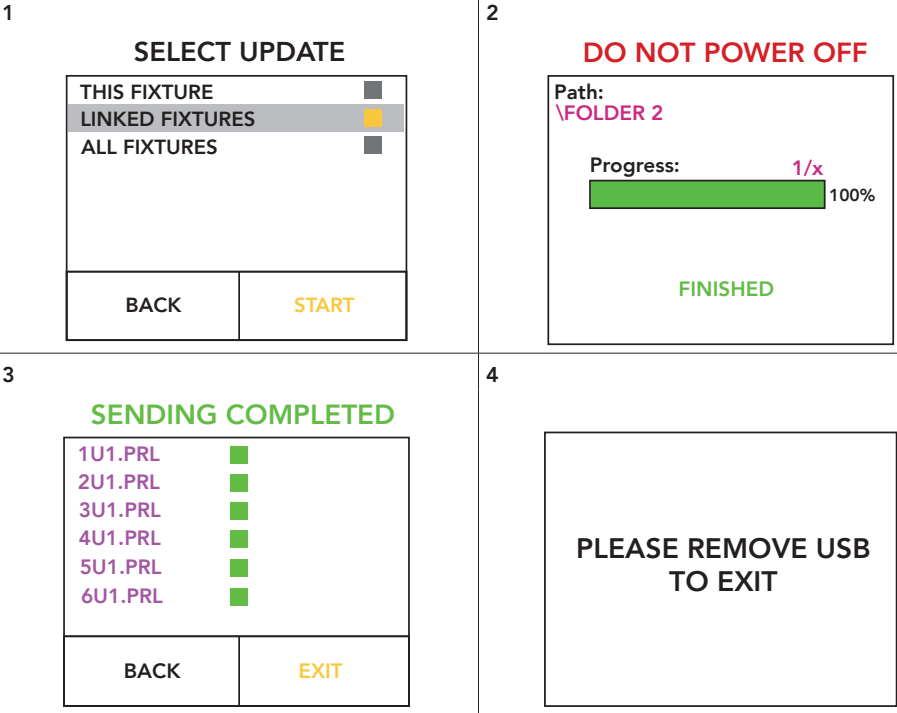 1
SELECT UPDATE
THIS FIXTURE
LINKED FIXTURES
ALL FIXTURES
BACK
START
2
DO NOT POWER OFF
Path:
\FOLDER 2
Progress:
1/x
100%
FINISHED
3
SENDING COMPLETED
1U1.PRL
2U1.PRL
3U1.PRL
4U1.PRL
5U1.PRL
6U1.PRL
BACK
EXIT
4
PLEASE REMOVE USB
TO EXIT